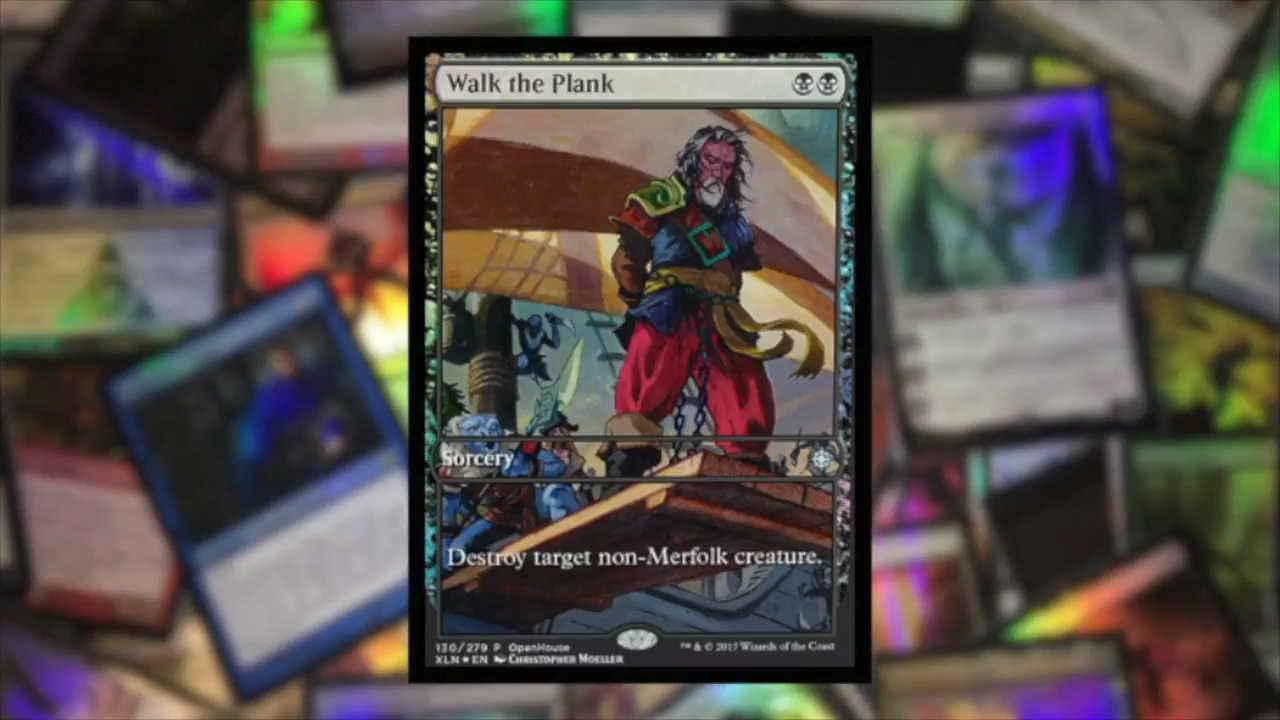 Walk the Plank
Sorcery
Destroy target non-Merfolk creature.
130/279 P OpenHouse
XLN ★ EN Christopher Moeller
™ & © 2017 Wizards of the Coast